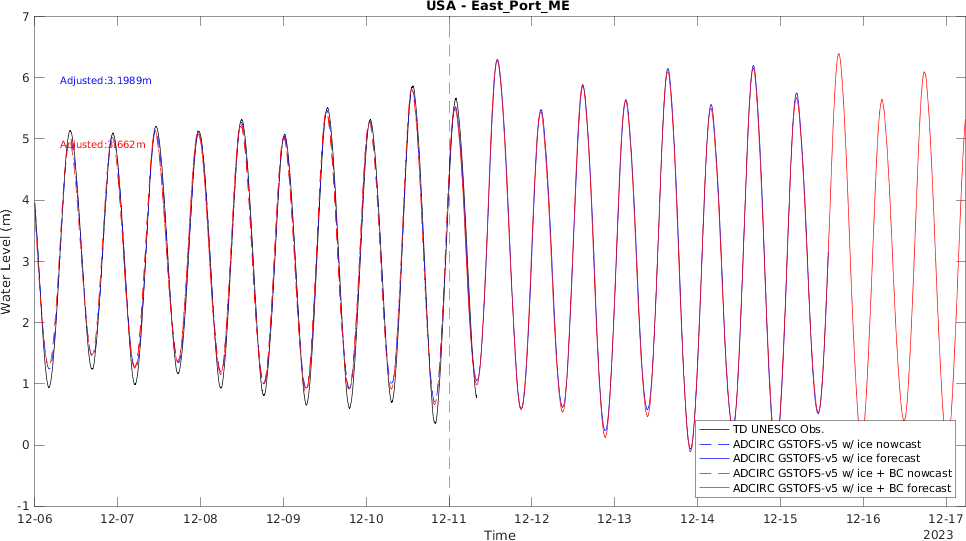 USA - East_Port_ME
7
6
5
4
3
2
1
0
-1
Water Level (m)
Adjusted:3.1989m
Adjusted:3.1662m
TD UNESCO Obs.
ADCIRC GSTOFS-v5 w/ ice nowcast
ADCIRC GSTOFS-v5 w/ ice forecast
ADCIRC GSTOFS-v5 w/ ice + BC nowcast
ADCIRC GSTOFS-v5 w/ ice + BC forecast
12-06 12-07 12-08 12-09 12-10 12-11 12-12 12-13 12-14 12-15 12-16 12-17
Time
2023